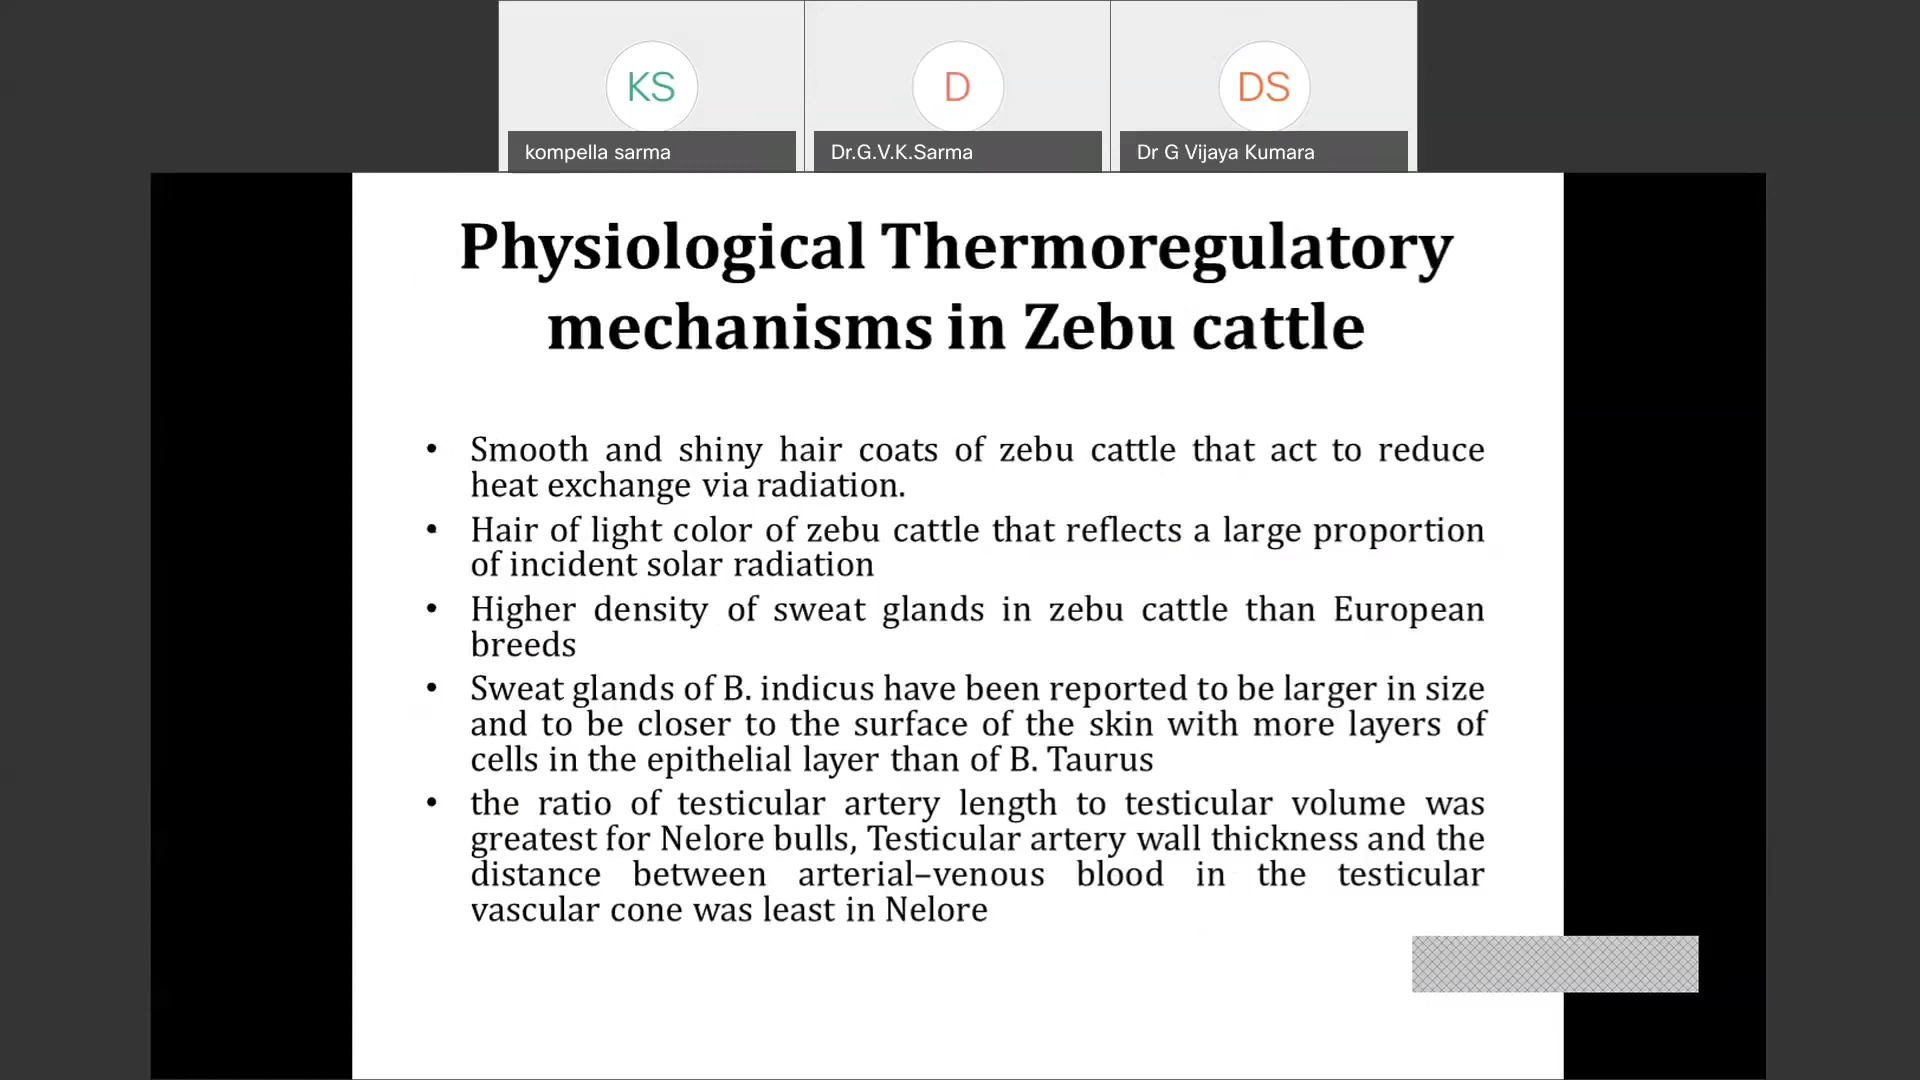 KS
D
DS
kompella sarma
Dr.G.V.K.Sarma
Dr G Vijaya Kumara
Physiological Thermoregulatory
mechanisms in Zebu cattle
• Smooth and shiny hair coats of zebu cattle that act to reduce
heat exchange via radiation.
• Hair of light color of zebu cattle that reflects a large proportion
of incident solar radiation
• Higher density of sweat glands in zebu cattle than European
breeds
• Sweat glands of B. indicus have been reported to be larger in size
and to be closer to the surface of the skin with more layers of
cells in the epithelial layer than of B. Taurus
• the ratio of testicular artery length to testicular volume was
greatest for Nelore bulls, Testicular artery wall thickness and the
distance between arterial–venous blood in the testicular
vascular cone was least in Nelore